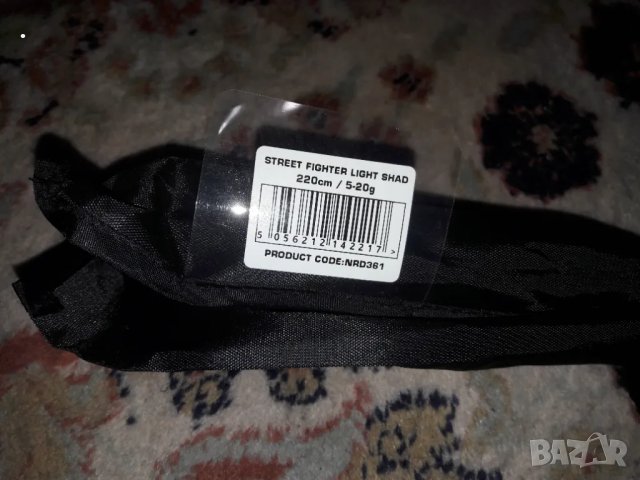 STREET FIGHTER LIGHT SHAD
220cm / 5-20g
5 056212 142217 >
PRODUCT CODE:NRD361
BAZAR